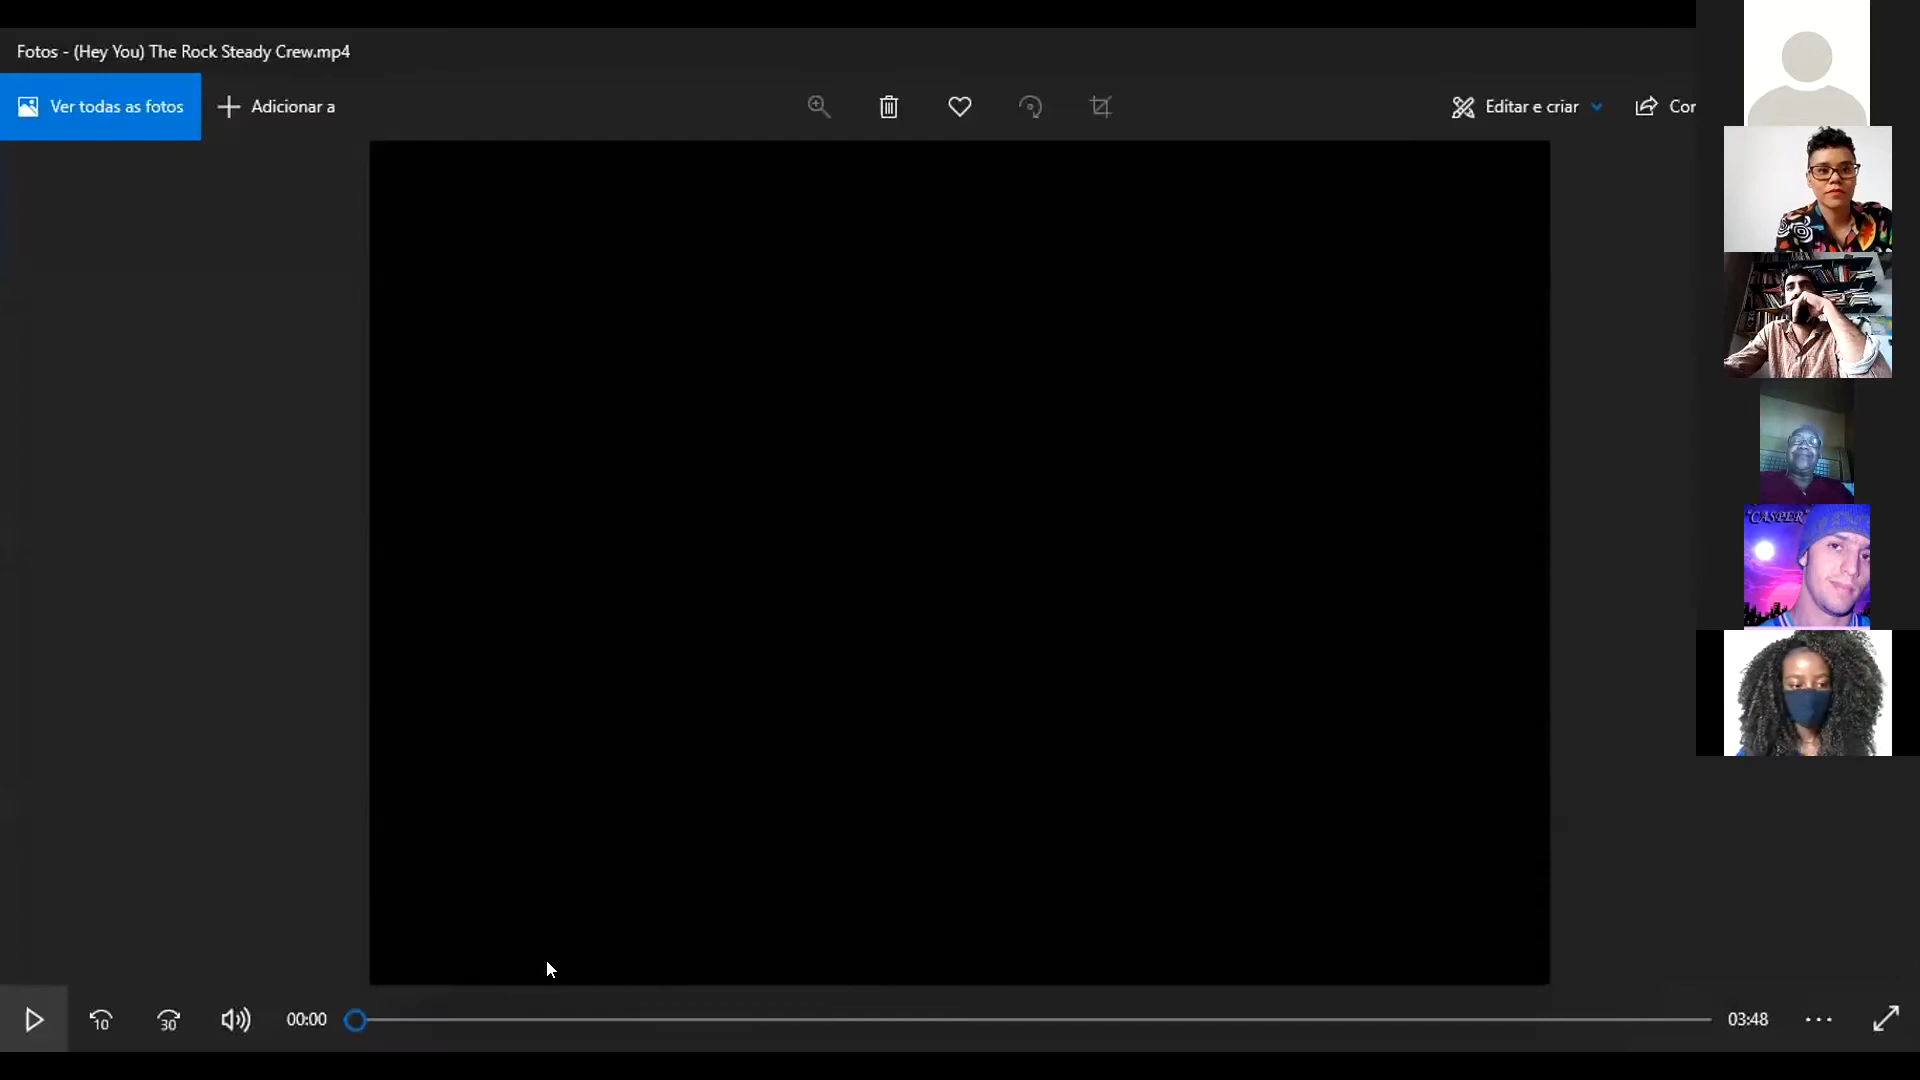 Fotos - (Hey You) The Rock Steady Crew.mp4
Ver todas as fotos
Adicionar a
Editar e criar
Cor
"CASPER"
10
30
00:00
03:48